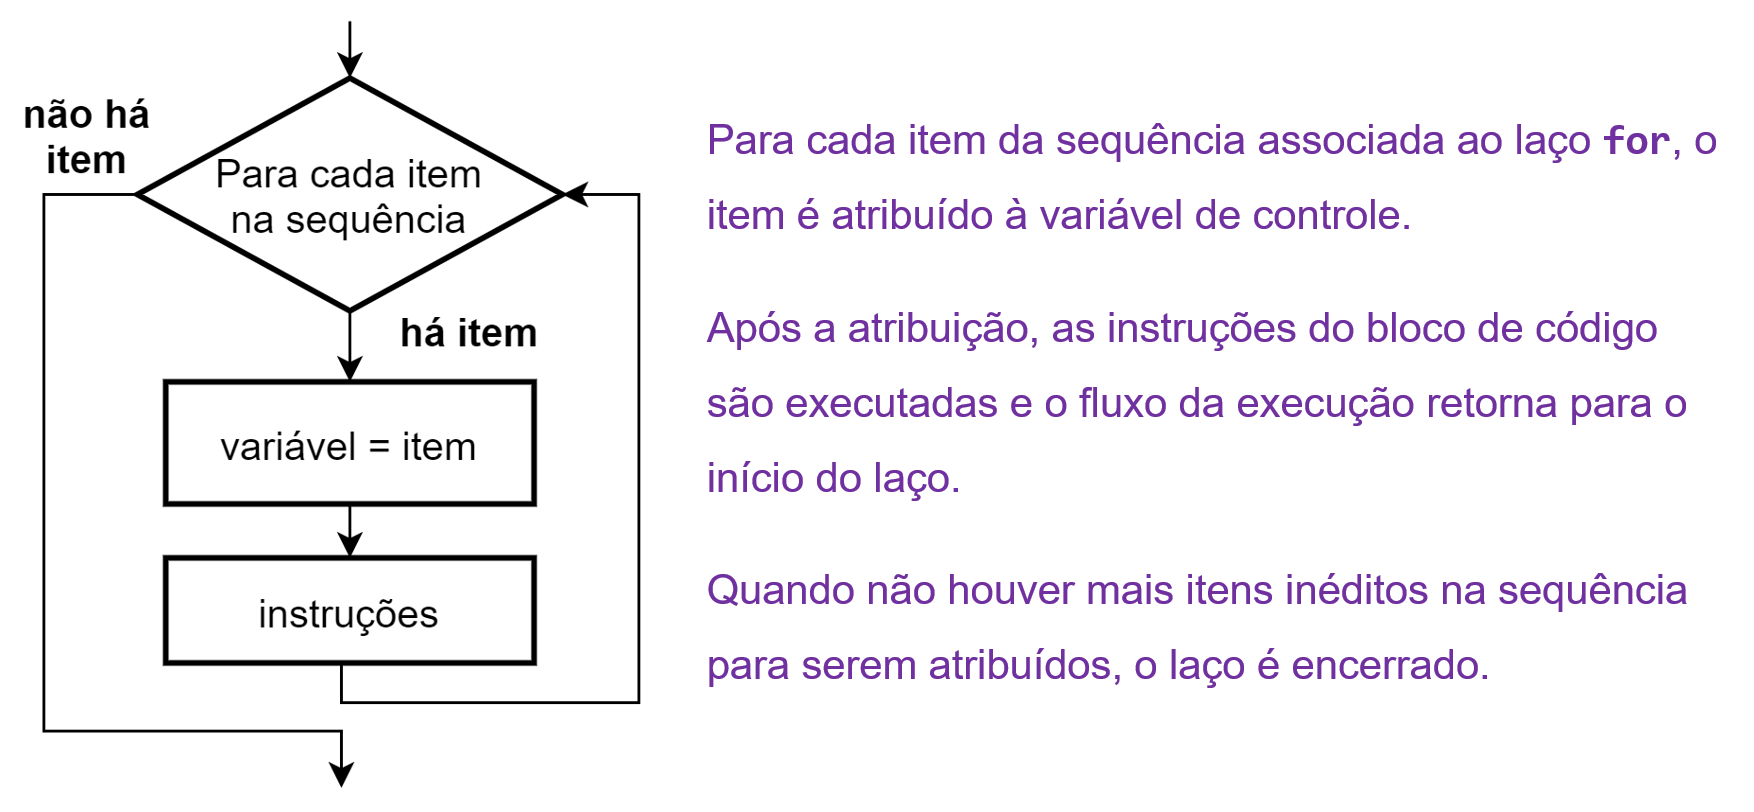 não há
item
Para cada item
na sequência
há item
variável = item
instruções
Para cada item da sequência associada ao laço for, o
item é atribuído à variável de controle.
Após a atribuição, as instruções do bloco de código
são executadas e o fluxo da execução retorna para o
início do laço.
Quando não houver mais itens inéditos na sequência
para serem atribuídos, o laço é encerrado.